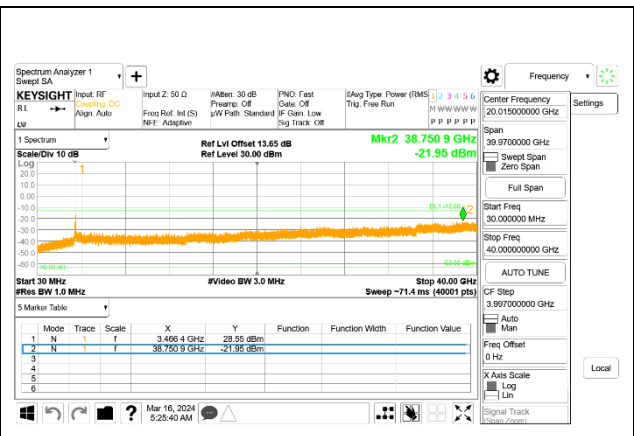 Spectrum Analyzer 1
Swept SA
Frequency
KEYSIGHT
Input: RF
Input Z: 50 Ω
#Atten: 30 dB
PNO: Fast
#Avg Type: Power (RMS
1 2 3 4 5 6
RL
Coupling: DC
Preamp: Off
Gate: Off
Trig: Free Run
M W W W W W
Align: Auto
Freq Ref: Int (S)
µW Path: Standard
IF Gain: Low
NFE: Adaptive
Sig Track: Off
P P P P P P
Settings
Center Frequency
20.015000000 GHz
Span
39.9700000 GHz
Swept Span
Zero Span
Full Span
Start Freq
30.000000 MHz
Stop Freq
40.000000000 GHz
AUTO TUNE
CF Step
3.997000000 GHz
Auto
Man
Freq Offset
0 Hz
X Axis Scale
Log
Lin
Signal Track
(Span Zoom)
Local
1 Spectrum
Ref Lvl Offset 13.65 dB
Mkr2 38.750 9 GHz
Scale/Div 10 dB
Ref Level 30.00 dBm
-21.95 dBm
Log
20.0
10.0
0.00
-10.0
-20.0
-30.0
-40.0
-50.0
-60.0
1
2
Start 30 MHz
#Video BW 3.0 MHz
Stop 40.00 GHz
#Res BW 1.0 MHz
Sweep ~71.4 ms (40001 pts)
5 Marker Table
Mode Trace Scale X Y Function Function Width Function Value
1 N 1 f 3.466 4 GHz 28.55 dBm
2 N 1 f 38.750 9 GHz -21.95 dBm
3
4
5
6
Mar 16, 2024
5:25:40 AM